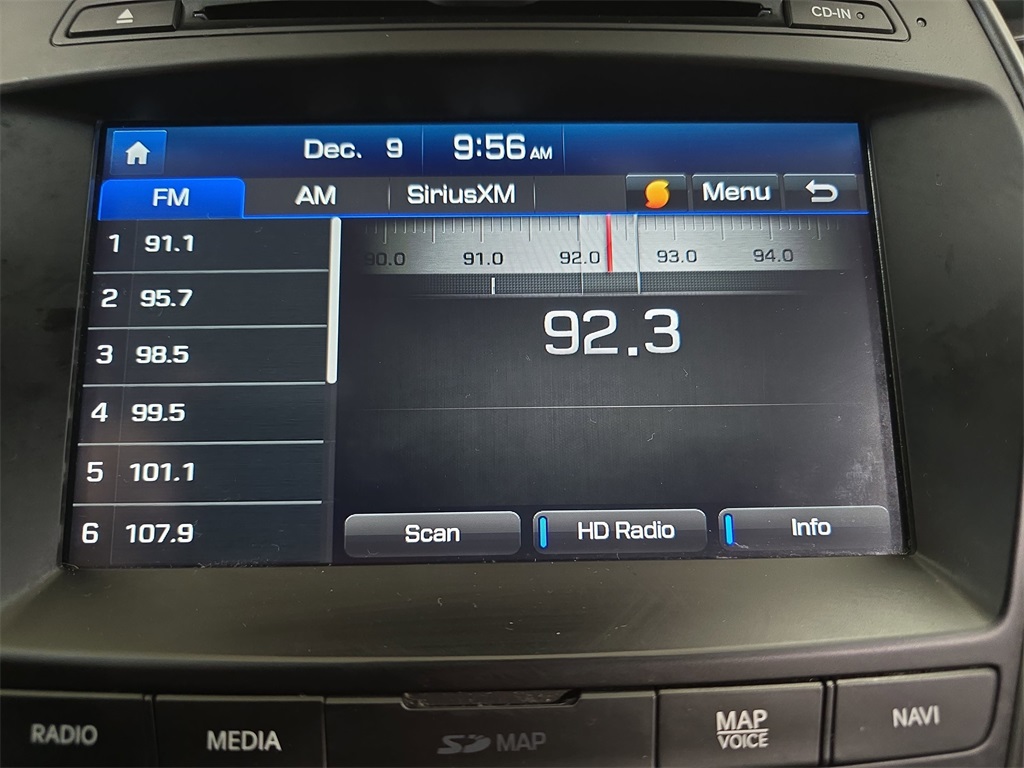 CD-IN
Dec. 9 9:56 AM
FM AM SiriusXM Menu
1 91.1
2 95.7
3 98.5
4 99.5
5 101.1
6 107.9
90.0 91.0 92.0 93.0 94.0
92.3
Scan HD Radio Info
RADIO MEDIA SD MAP MAP VOICE NAVI